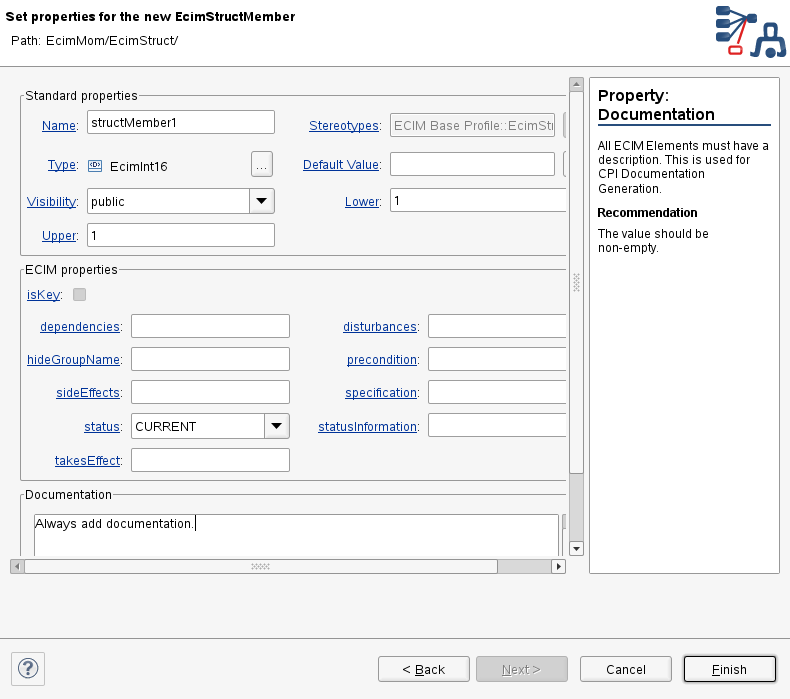 Set properties for the new EcimStructMember
Path: EcimMom/EcimStruct/
Standard properties
Name: structMember1 Stereotypes: ECIM Base Profile::EcimStr
Type: EcimInt16 ... Default Value:
Visibility: public Lower: 1
Upper: 1
ECIM properties
isKey:
dependencies: disturbances:
hideGroupName: precondition:
sideEffects: specification:
status: CURRENT statusInformation:
takesEffect:
Documentation
Always add documentation.
Property:
Documentation
All ECIM Elements must have a
description. This is used for
CPI Documentation
Generation.
Recommendation
The value should be
non-empty.
? < Back Next > Cancel Finish